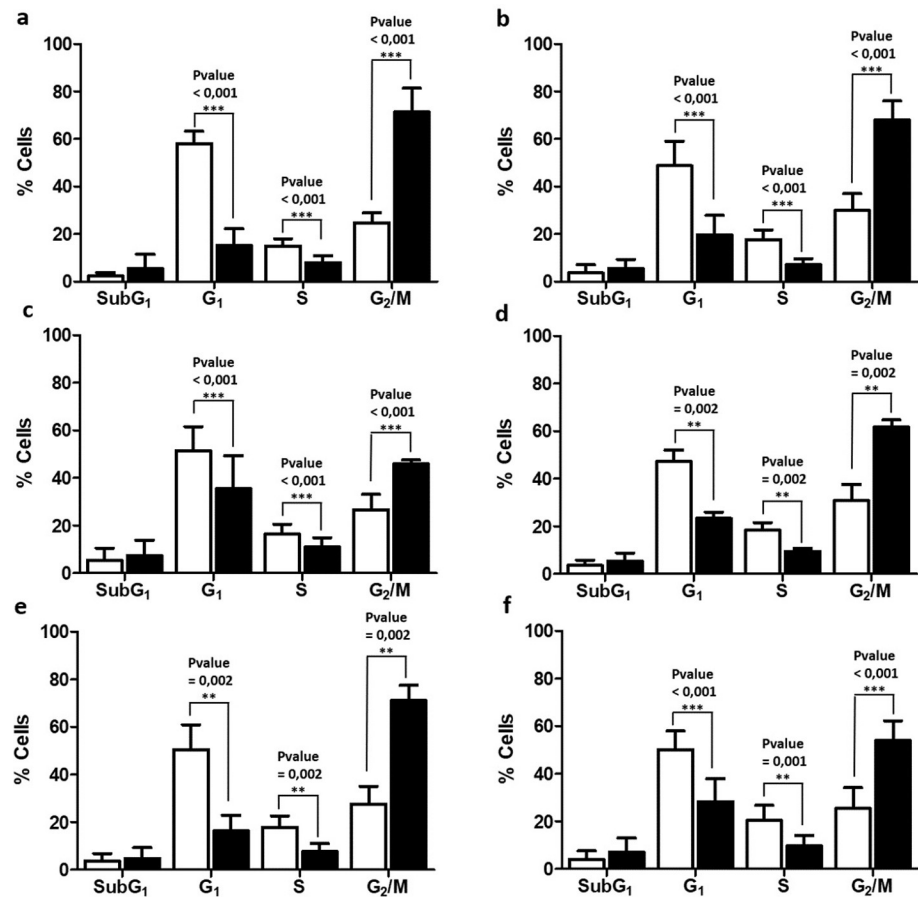 a
% Cells
100
80
60
40
20
0
Pvalue
< 0,001
***
Pvalue
< 0,001
***
Pvalue
< 0,001
***
SubG₁ G₁ S G₂/M
b
% Cells
100
80
60
40
20
0
Pvalue
< 0,001
***
Pvalue
< 0,001
***
Pvalue
< 0,001
***
SubG₁ G₁ S G₂/M
c
% Cells
100
80
60
40
20
0
Pvalue
< 0,001
***
Pvalue
< 0,001
***
Pvalue
< 0,001
***
SubG₁ G₁ S G₂/M
d
% Cells
100
80
60
40
20
0
Pvalue
= 0,002
**
Pvalue
= 0,002
**
Pvalue
= 0,002
**
SubG₁ G₁ S G₂/M
e
% Cells
100
80
60
40
20
0
Pvalue
= 0,002
**
Pvalue
= 0,002
**
Pvalue
= 0,002
**
SubG₁ G₁ S G₂/M
f
% Cells
100
80
60
40
20
0
Pvalue
< 0,001
***
Pvalue
= 0,001
**
Pvalue
< 0,001
***
SubG₁ G₁ S G₂/M